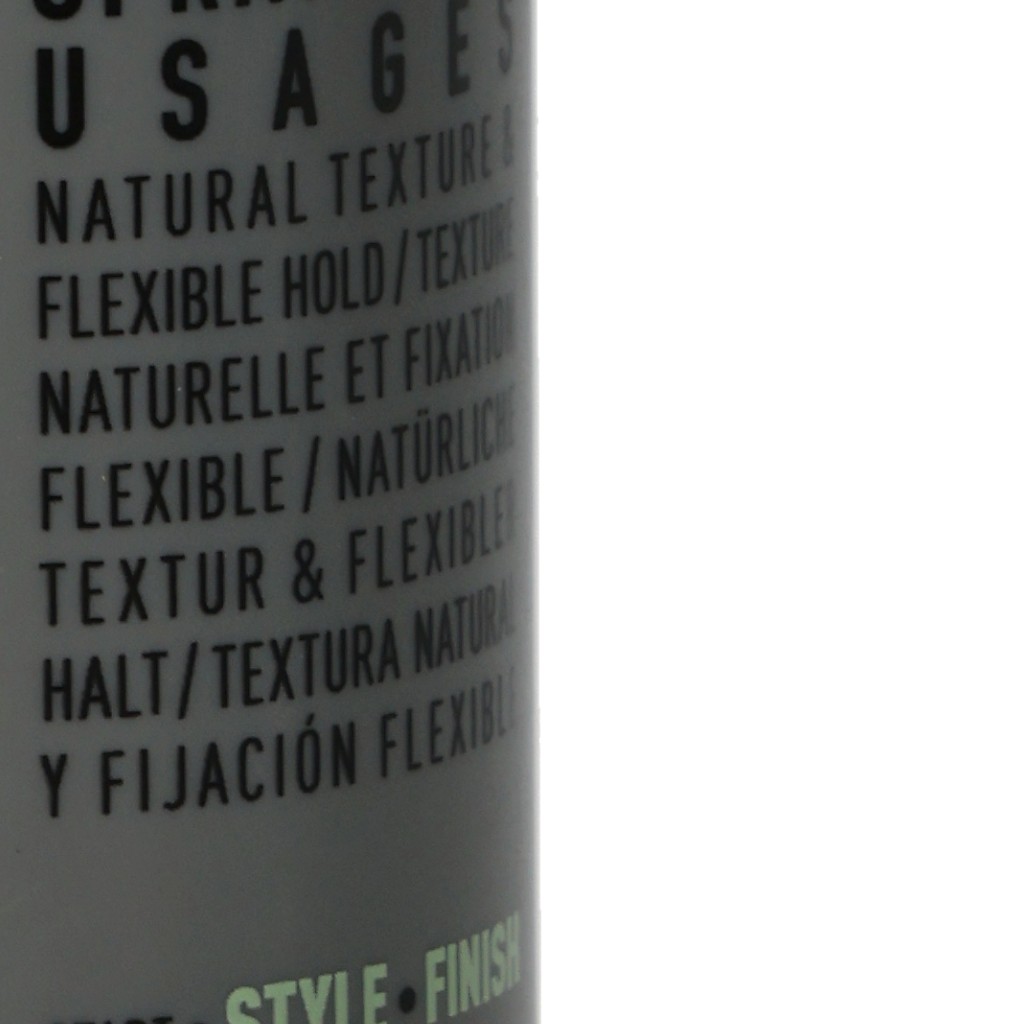 USAGES
NATURAL TEXTURE &
FLEXIBLE HOLD / TEXTURE
NATURELLE ET FIXATION
FLEXIBLE / NATÜRLICHE
TEXTUR & FLEXIBLER
HALT / TEXTURA NATURAL
Y FIJACIÓN FLEXIBLE
STYLE • FINISH